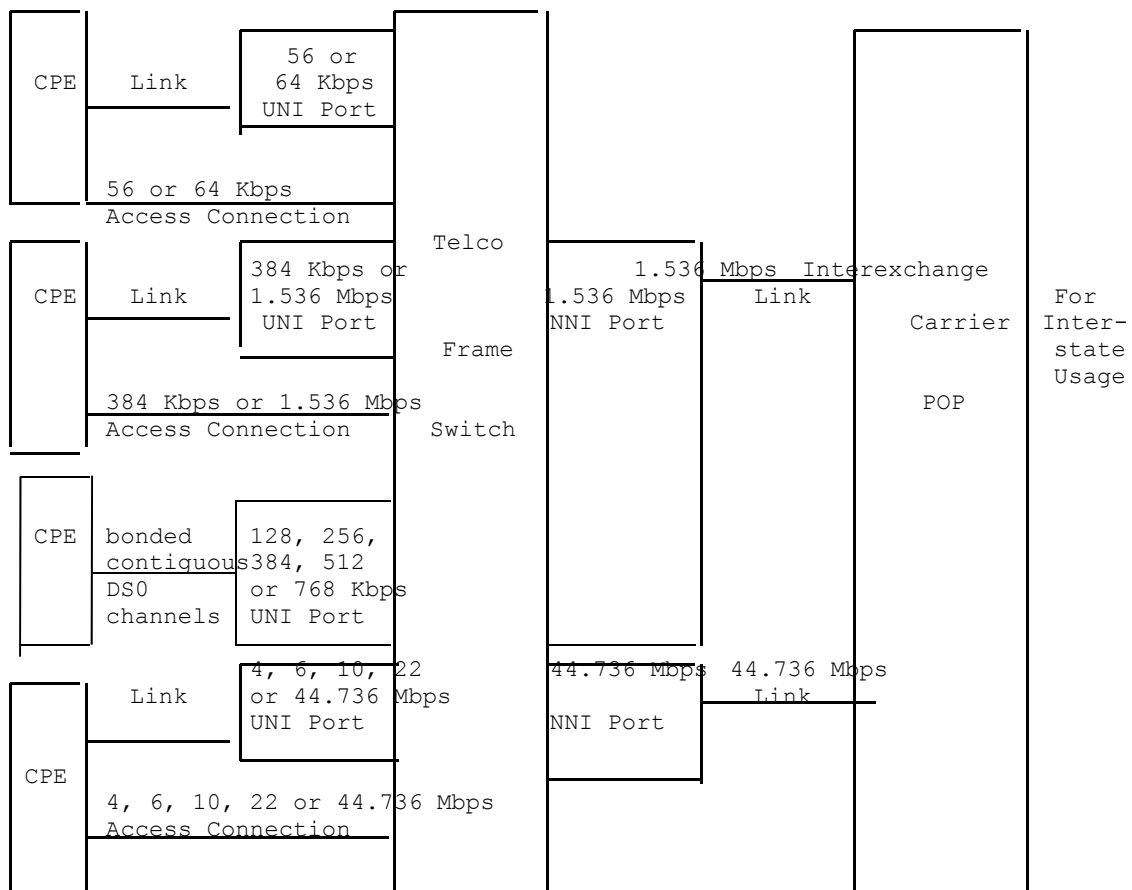 56 or
CPE Link 64 Kbps
UNI Port
56 or 64 Kbps
Access Connection
Telco
384 Kbps or 1.536 Mbps Interexchange
CPE Link 1.536 Mbps 1.536 Mbps Link For
UNI Port NNI Port Carrier Inter-
Frame state
Usage
384 Kbps or 1.536 Mbps POP
Access Connection Switch
CPE bonded 128, 256,
contiguous 384, 512
DS0 or 768 Kbps
channels UNI Port
4, 6, 10, 22 44.736 Mbps 44.736 Mbps
Link or 44.736 Mbps Link
UNI Port NNI Port
CPE
4, 6, 10, 22 or 44.736 Mbps
Access Connection